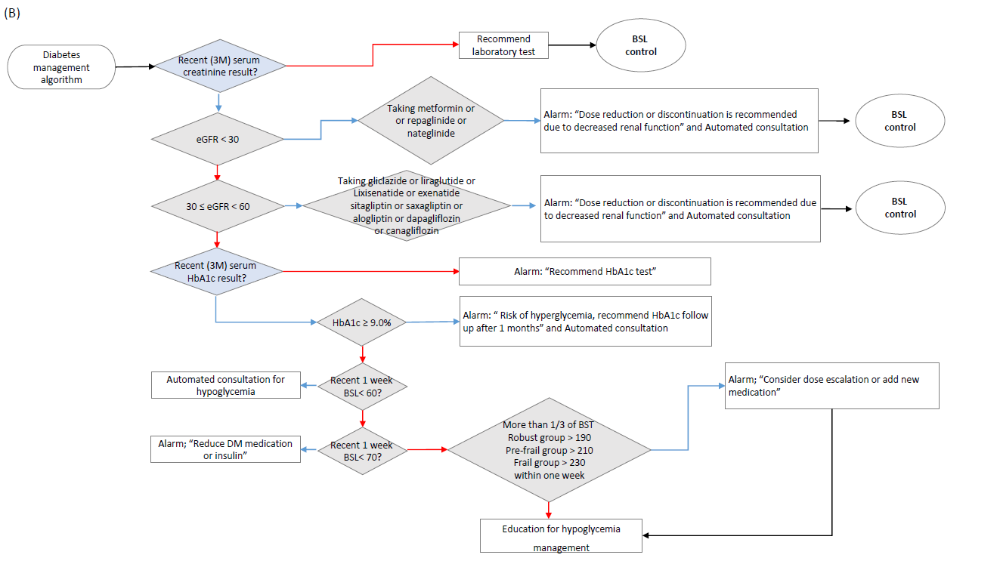 (B)
Diabetes
management
algorithm
Recent (3M) serum
creatinine result?
Recommend
laboratory test
BSL
control
eGFR < 30
Taking metformin or
or repaglinide or
nateglinide
Alarm: “Dose reduction or discontinuation is recommended
due to decreased renal function” and Automated consultation
BSL
control
30 ≤ eGFR < 60
Taking gliclazide or liraglutide or
Lixisenatide or exenatide
sitagliptin or saxagliptin or
alogliptin or dapagliflozin
or canagliflozin
Alarm: “Dose reduction or discontinuation is recommended due
to decreased renal function” and Automated consultation
BSL
control
Recent (3M) serum
HbA1c result?
Alarm: “Recommend HbA1c test”
HbA1c ≥ 9.0%
Alarm: “ Risk of hyperglycemia, recommend HbA1c follow
up after 1 months” and Automated consultation
Recent 1 week
BSL< 60?
Automated consultation for
hypoglycemia
Recent 1 week
BSL< 70?
Alarm; “Reduce DM medication
or insulin”
More than 1/3 of BST
Robust group > 190
Pre-frail group > 210
Frail group > 230
within one week
Alarm; “Consider dose escalation or add new
medication”
Education for hypoglycemia
management